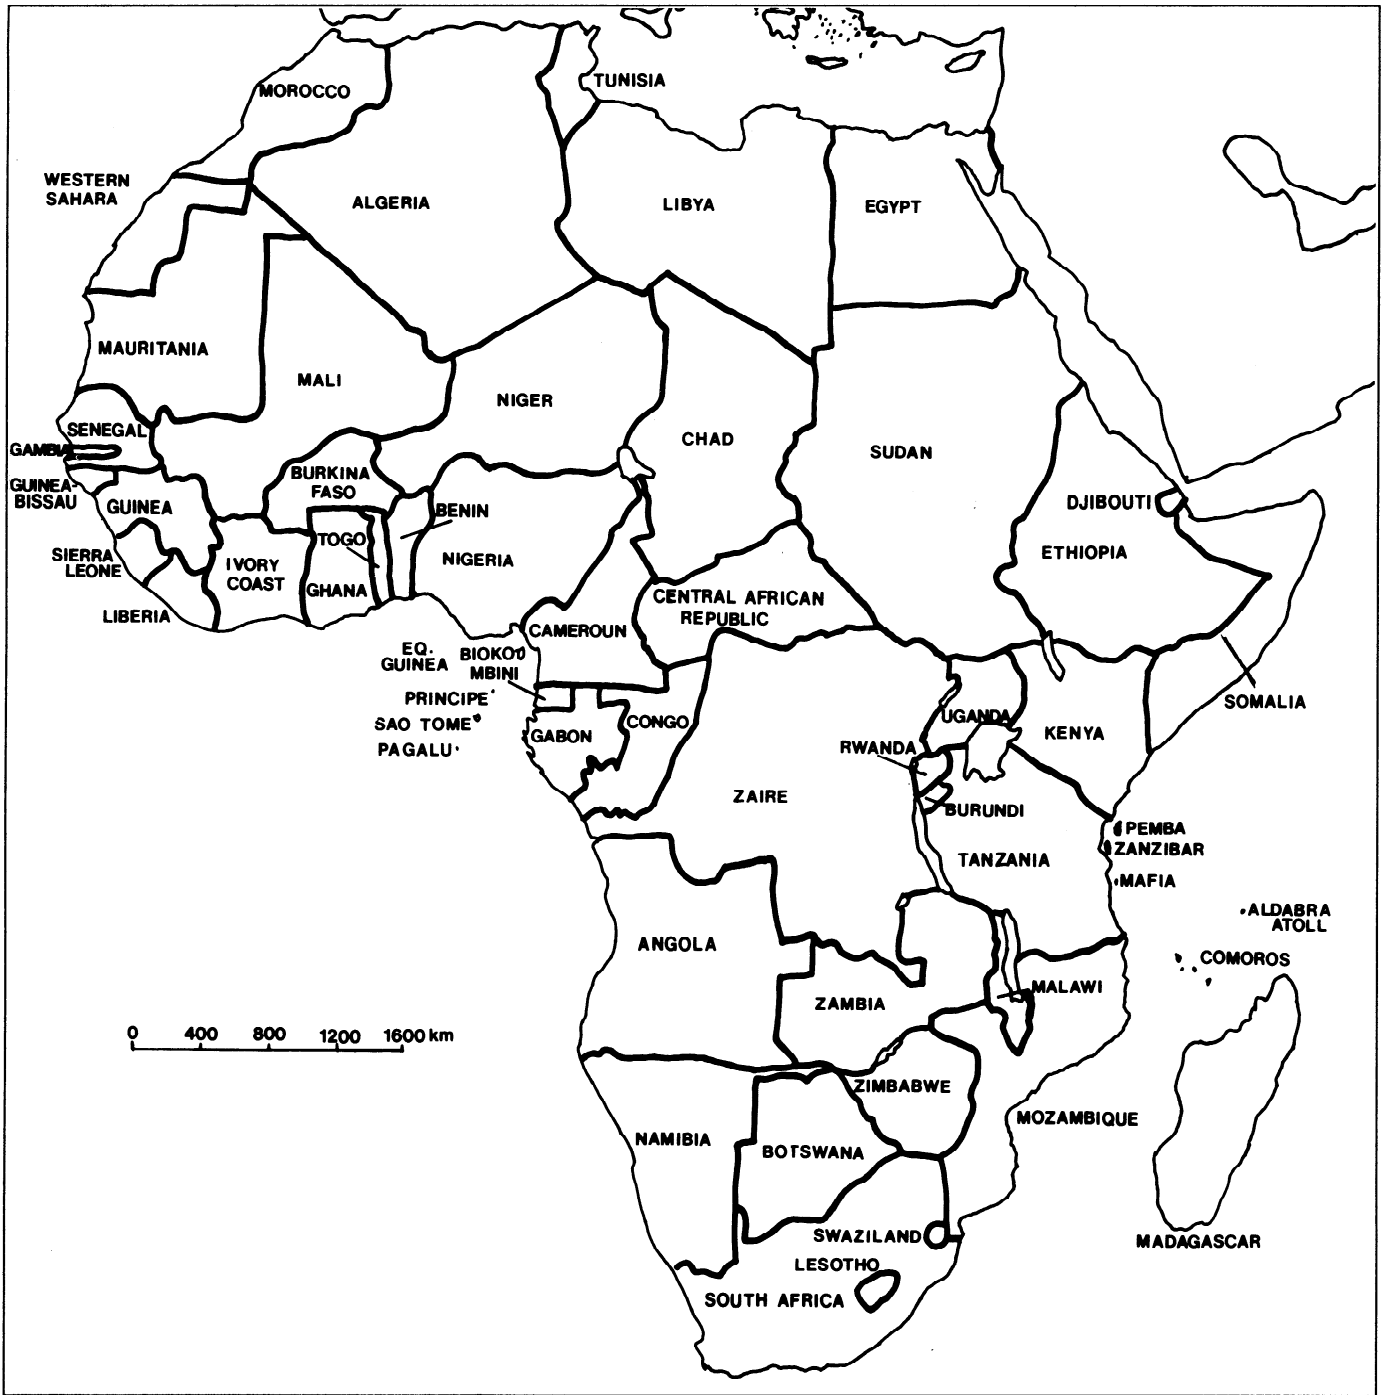 TUNISIA
MOROCCO
WESTERN
SAHARA
ALGERIA
LIBYA
EGYPT
MAURITANIA
MALI
NIGER
CHAD
SUDAN
SENEGAL
GAMBIA
GUINEA-
BISSAU
GUINEA
BURKINA
FASO
BENIN
TOGO
DJIBOUTI
ETHIOPIA
SIERRA
LEONE
IVORY
COAST
GHANA
NIGERIA
LIBERIA
CENTRAL AFRICAN
REPUBLIC
CAMEROUN
EQ.
GUINEA
BIOKO
MBINI
PRINCIPE
SAO TOME
PAGALU
GABON
CONGO
UGANDA
KENYA
SOMALIA
RWANDA
ZAIRE
BURUNDI
PEMBA
ZANZIBAR
TANZANIA
MAFIA
ALDABRA
ATOLL
ANGOLA
COMOROS
MALAWI
ZAMBIA
0 400 800 1200 1600 km
ZIMBABWE
MOZAMBIQUE
NAMIBIA
BOTSWANA
SWAZILAND
MADAGASCAR
LESOTHO
SOUTH AFRICA